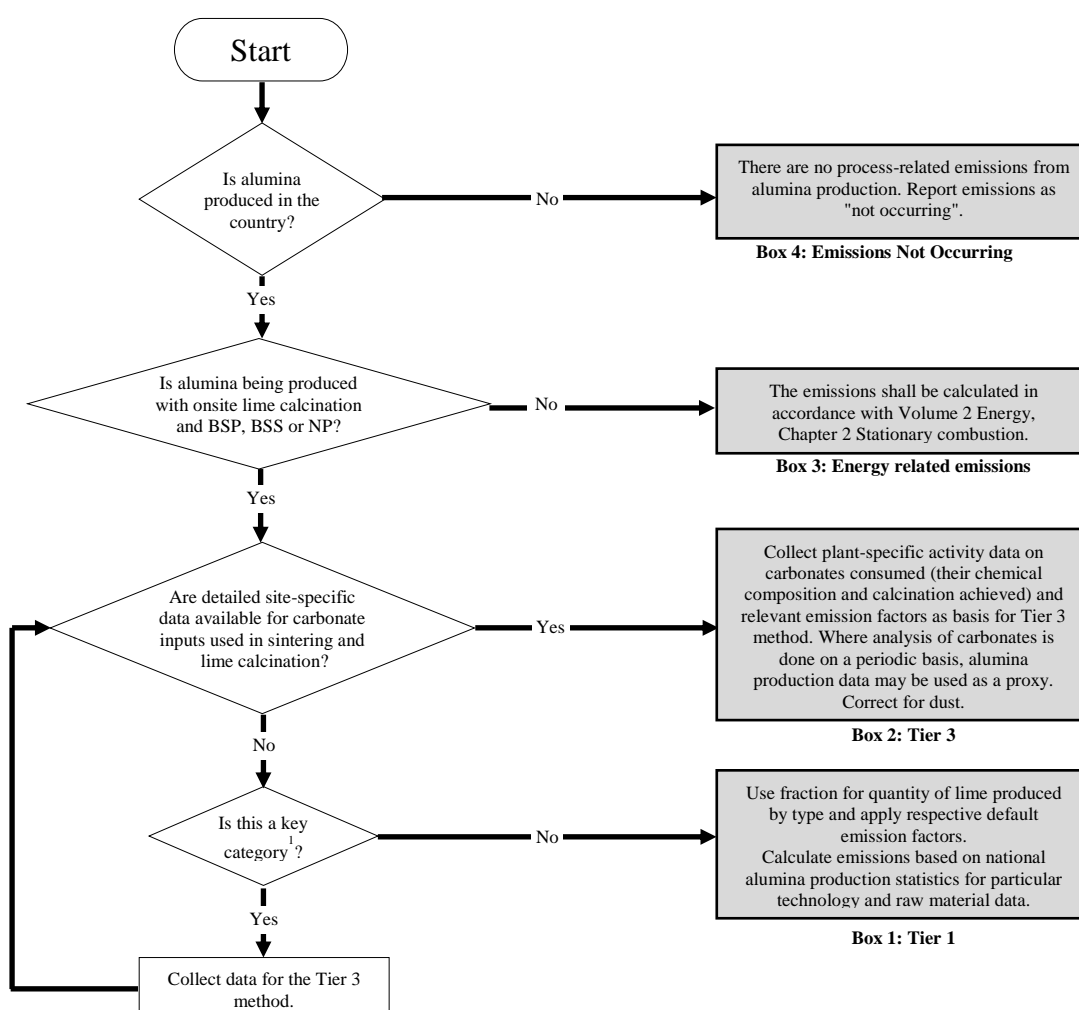 Start
Is alumina
produced in the
country?
No
There are no process-related emissions from
alumina production. Report emissions as
"not occurring".
Box 4: Emissions Not Occurring
Yes
Is alumina being produced
with onsite lime calcination
and BSP, BSS or NP?
No
The emissions shall be calculated in
accordance with Volume 2 Energy,
Chapter 2 Stationary combustion.
Box 3: Energy related emissions
Yes
Are detailed site-specific
data available for carbonate
inputs used in sintering and
lime calcination?
Yes
Collect plant-specific activity data on
carbonates consumed (their chemical
composition and calcination achieved) and
relevant emission factors as basis for Tier 3
method. Where analysis of carbonates is
done on a periodic basis, alumina
production data may be used as a proxy.
Correct for dust.
Box 2: Tier 3
No
Is this a key
category¹?
No
Use fraction for quantity of lime produced
by type and apply respective default
emission factors.
Calculate emissions based on national
alumina production statistics for particular
technology and raw material data.
Box 1: Tier 1
Yes
Collect data for the Tier 3
method.